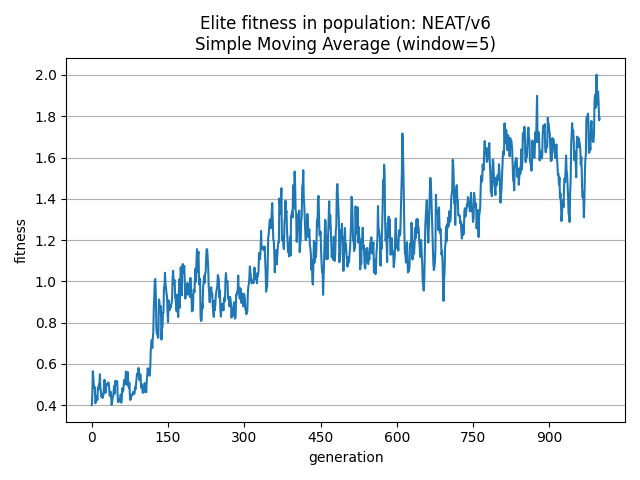 Elite fitness in population: NEAT/v6
Simple Moving Average (window=5)
2.0
1.8
1.6
1.4
1.2
1.0
0.8
0.6
0.4
fitness
0 150 300 450 600 750 900
generation